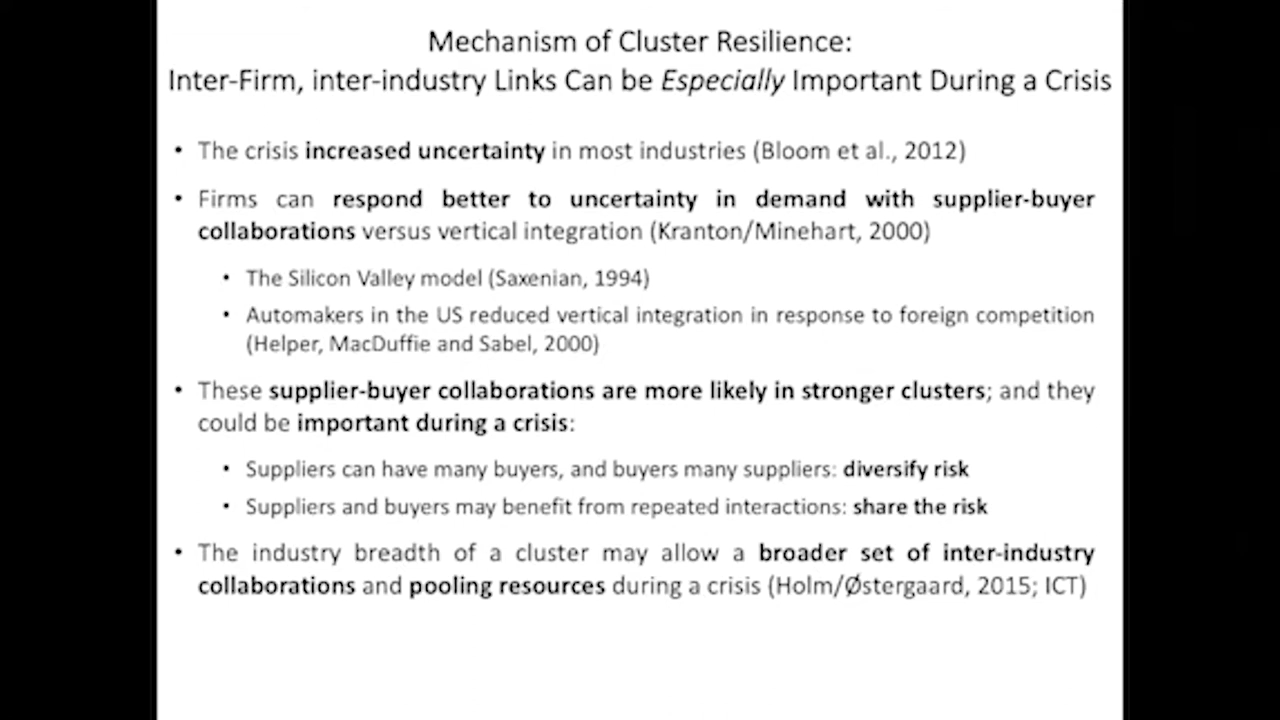 Mechanism of Cluster Resilience:
Inter-Firm, inter-industry Links Can be Especially Important During a Crisis
• The crisis increased uncertainty in most industries (Bloom et al., 2012)
• Firms can respond better to uncertainty in demand with supplier-buyer
collaborations versus vertical integration (Kranton/Minehart, 2000)
• The Silicon Valley model (Saxenian, 1994)
• Automakers in the US reduced vertical integration in response to foreign competition
(Helper, MacDuffie and Sabel, 2000)
• These supplier-buyer collaborations are more likely in stronger clusters; and they
could be important during a crisis:
• Suppliers can have many buyers, and buyers many suppliers: diversify risk
• Suppliers and buyers may benefit from repeated interactions: share the risk
• The industry breadth of a cluster may allow a broader set of inter-industry
collaborations and pooling resources during a crisis (Holm/Østergaard, 2015; ICT)